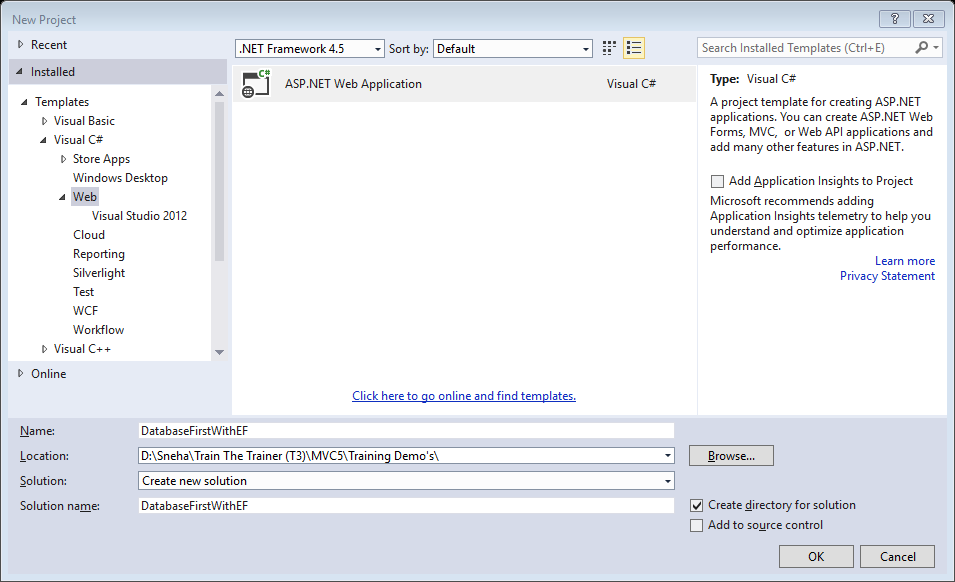 New Project
Recent
Installed
Templates
Visual Basic
Visual C#
Store Apps
Windows Desktop
Web
Visual Studio 2012
Cloud
Reporting
Silverlight
Test
WCF
Workflow
Visual C++
Online
.NET Framework 4.5 Sort by: Default
C# ASP.NET Web Application Visual C#
Click here to go online and find templates.
Search Installed Templates (Ctrl+E)
Type: Visual C#
A project template for creating ASP.NET
applications. You can create ASP.NET Web
Forms, MVC, or Web API applications and
add many other features in ASP.NET.
Add Application Insights to Project
Microsoft recommends adding
Application Insights telemetry to help you
understand and optimize application
performance.
Learn more
Privacy Statement
Name: DatabaseFirstWithEF
Location: D:\Sneha\Train The Trainer (T3)\MVC5\Training Demo's\ Browse...
Solution: Create new solution
Solution name: DatabaseFirstWithEF
Create directory for solution
Add to source control
OK Cancel